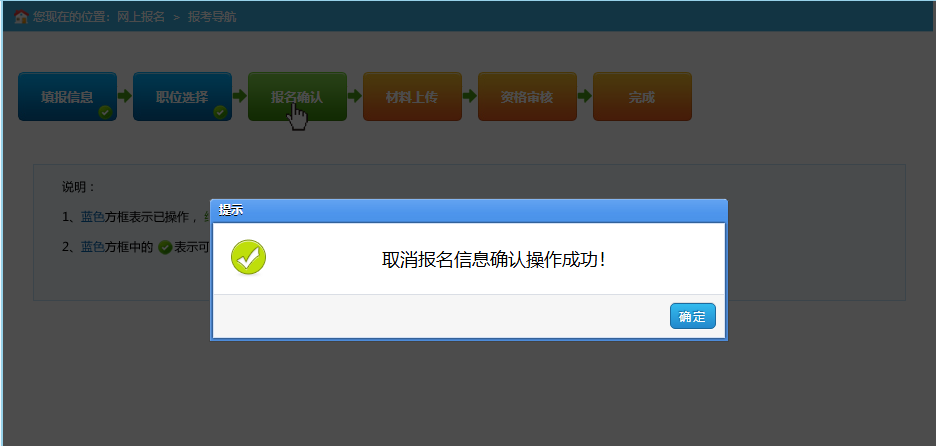 您现在的位置：网上报名 > 报考导航
填报信息
职位选择
报名确认
材料上传
资格审核
完成
说明：
1、蓝色方框表示已操作，
2、蓝色方框中的 表示可
提示
取消报名信息确认操作成功！
确定